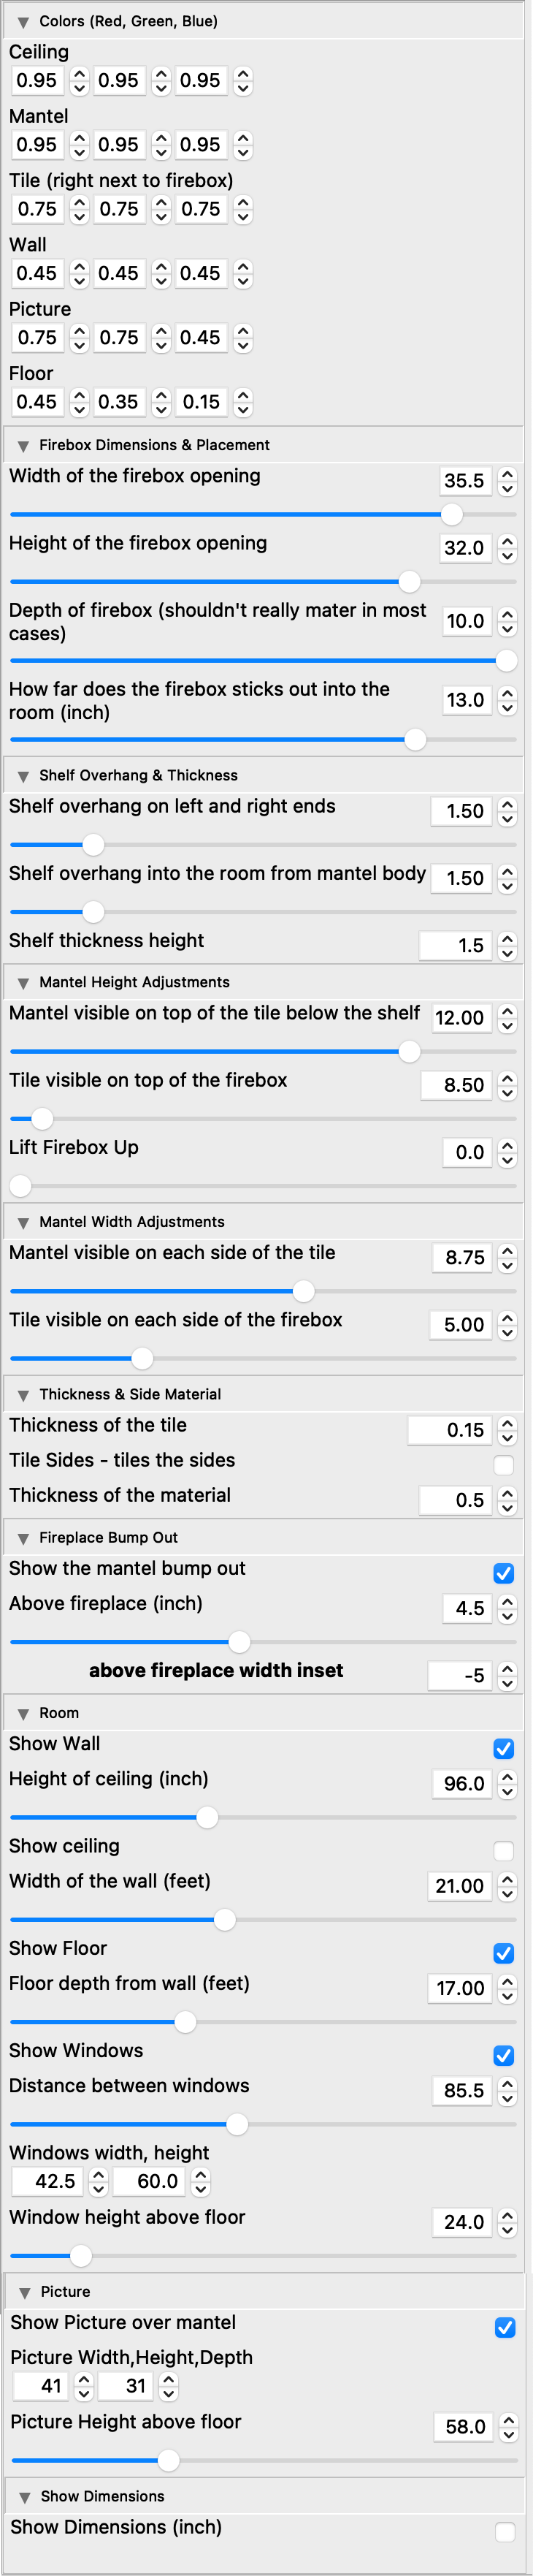 Colors (Red, Green, Blue)
Ceiling
0.95 0.95 0.95
Mantel
0.95 0.95 0.95
Tile (right next to firebox)
0.75 0.75 0.75
Wall
0.45 0.45 0.45
Picture
0.75 0.75 0.45
Floor
0.45 0.35 0.15
Firebox Dimensions & Placement
Width of the firebox opening 35.5
Height of the firebox opening 32.0
Depth of firebox (shouldn't really mater in most
cases) 10.0
How far does the firebox sticks out into the
room (inch) 13.0
Shelf Overhang & Thickness
Shelf overhang on left and right ends 1.50
Shelf overhang into the room from mantel body 1.50
Shelf thickness height 1.5
Mantel Height Adjustments
Mantel visible on top of the tile below the shelf 12.00
Tile visible on top of the firebox 8.50
Lift Firebox Up 0.0
Mantel Width Adjustments
Mantel visible on each side of the tile 8.75
Tile visible on each side of the firebox 5.00
Thickness & Side Material
Thickness of the tile 0.15
Tile Sides - tiles the sides
Thickness of the material 0.5
Fireplace Bump Out
Show the mantel bump out
Above fireplace (inch) 4.5
above fireplace width inset -5
Room
Show Wall
Height of ceiling (inch) 96.0
Show ceiling
Width of the wall (feet) 21.00
Show Floor
Floor depth from wall (feet) 17.00
Show Windows
Distance between windows 85.5
Windows width, height
42.5 60.0
Window height above floor 24.0
Picture
Show Picture over mantel
Picture Width,Height,Depth
41 31
Picture Height above floor 58.0
Show Dimensions
Show Dimensions (inch)